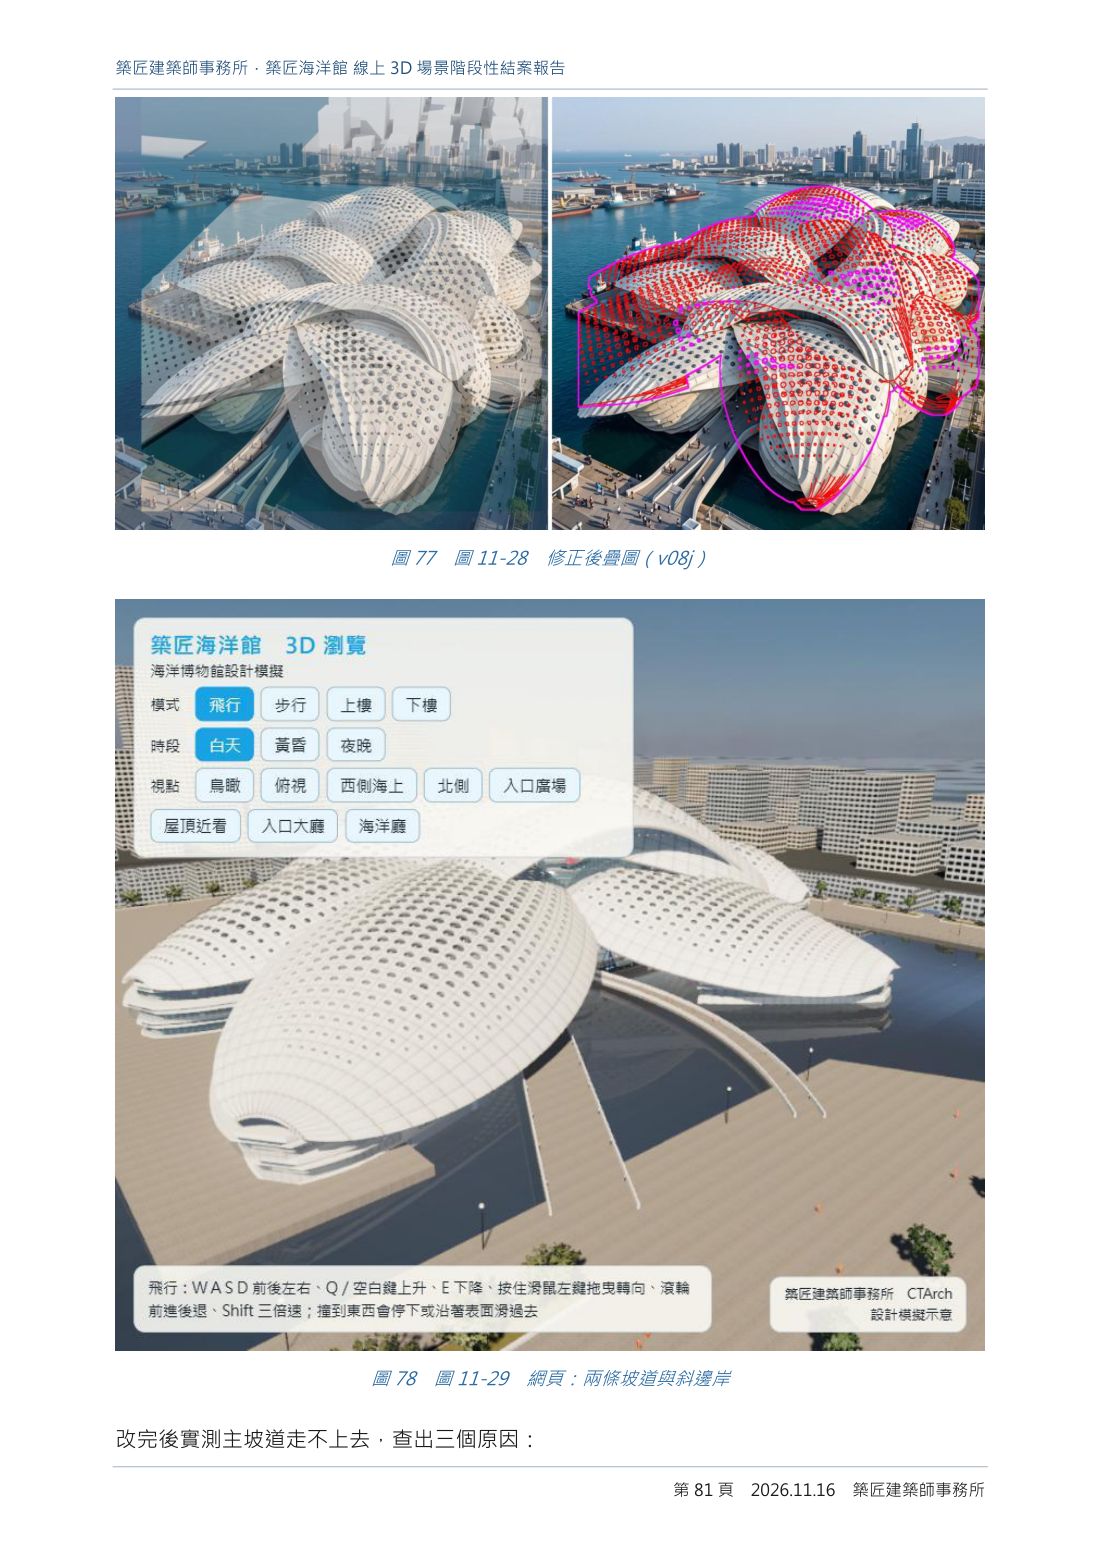 築匠建築師事務所．築匠海洋館 線上 3D 場景階段性結案報告
圖 77　圖 11-28　修正後疊圖（v08j）
築匠海洋館　3D 瀏覽
海洋博物館設計模擬
模式 飛行 步行 上樓 下樓
時段 白天 黃昏 夜晚
視點 鳥瞰 俯視 西側海上 北側 入口廣場
屋頂近看 入口大廳 海洋廳
飛行：W A S D 前後左右、Q / 空白鍵上升、E 下降、按住滑鼠左鍵拖曳轉向、滾輪
前進後退、Shift 三倍速；撞到東西會停下或沿著表面滑過去
築匠建築師事務所　CTArch
設計模擬示意
圖 78　圖 11-29　網頁：兩條坡道與斜邊岸
改完後實測主坡道走不上去，查出三個原因：
第 81 頁　2026.11.16　築匠建築師事務所